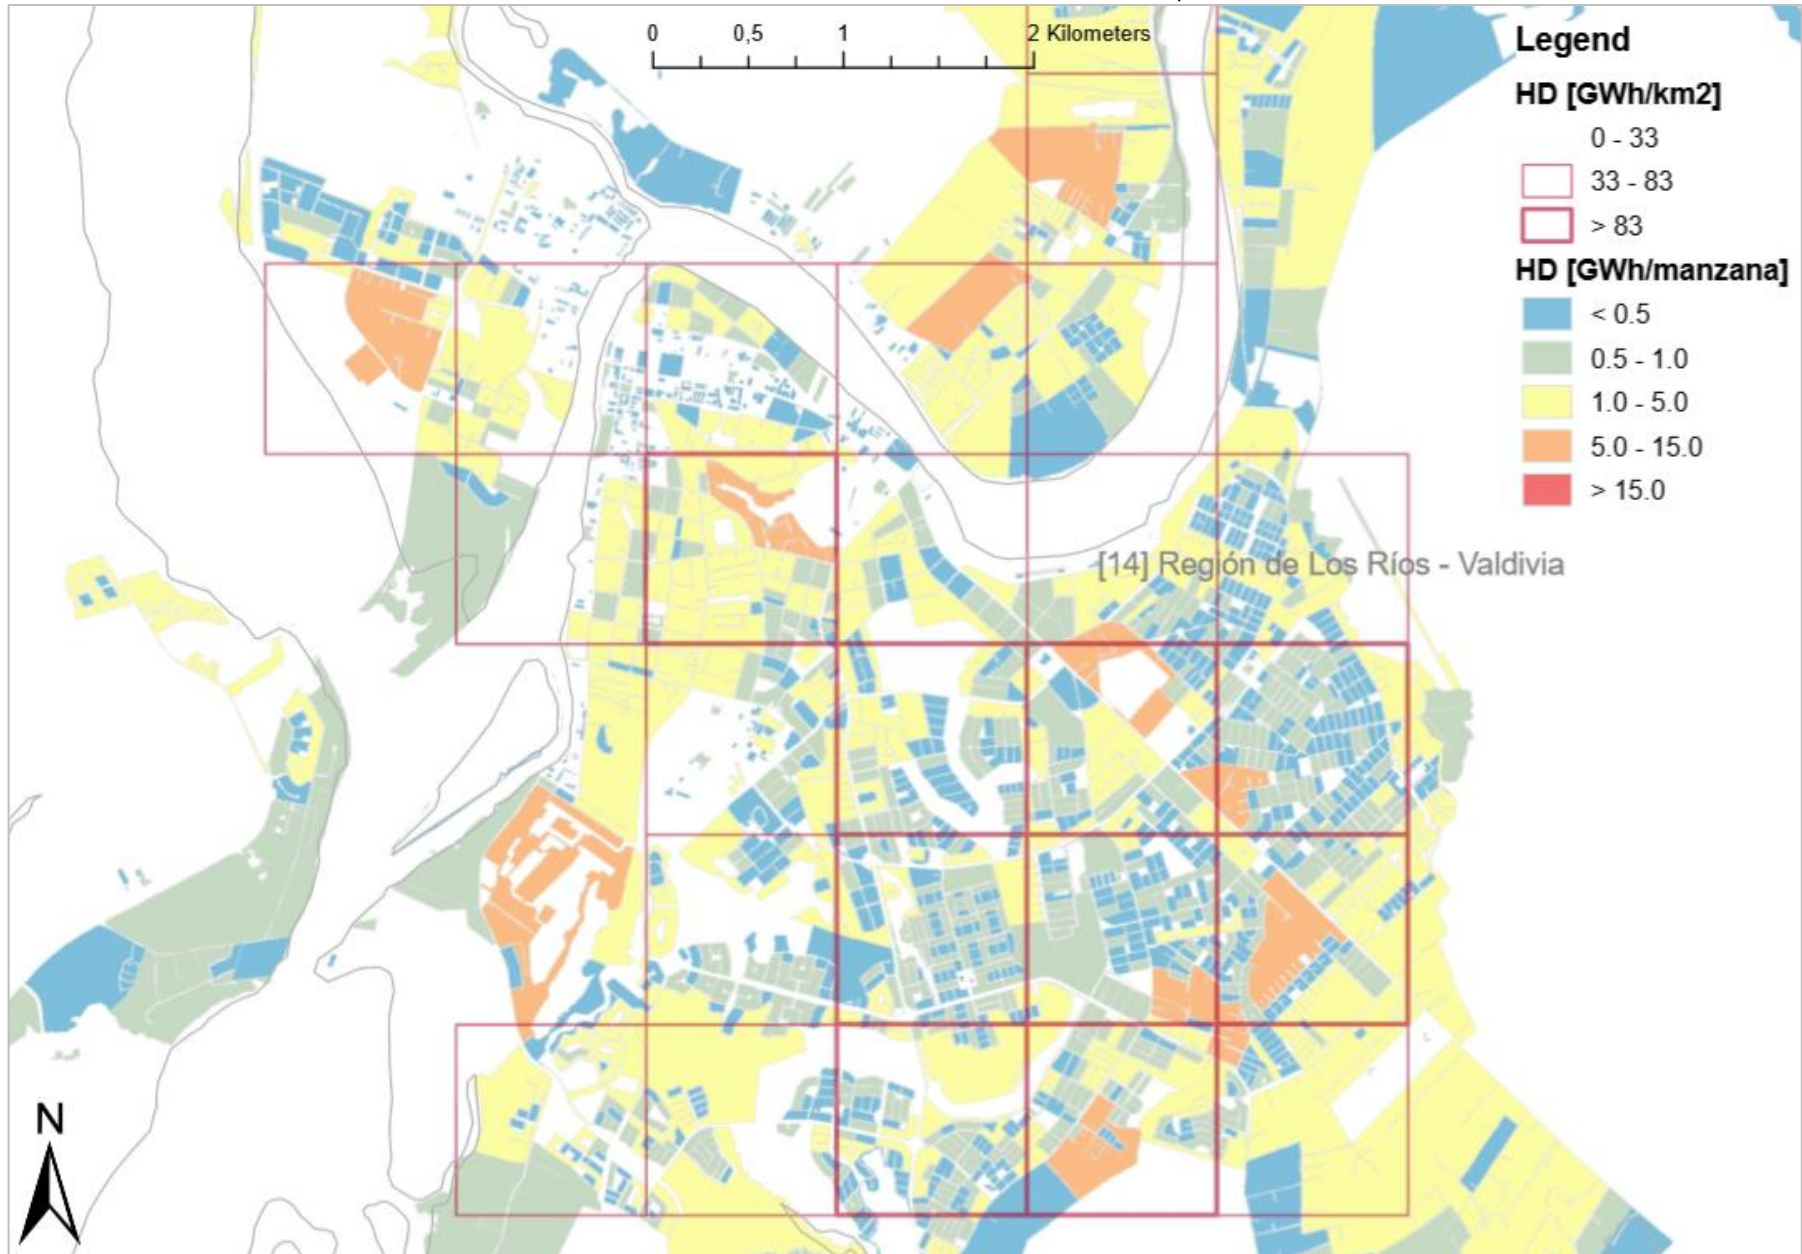 0 0,5 1 2 Kilometers
Legend
HD [GWh/km2]
0 - 33
33 - 83
> 83
HD [GWh/manzana]
< 0.5
0.5 - 1.0
1.0 - 5.0
5.0 - 15.0
> 15.0
[14] Región de Los Ríos - Valdivia
N